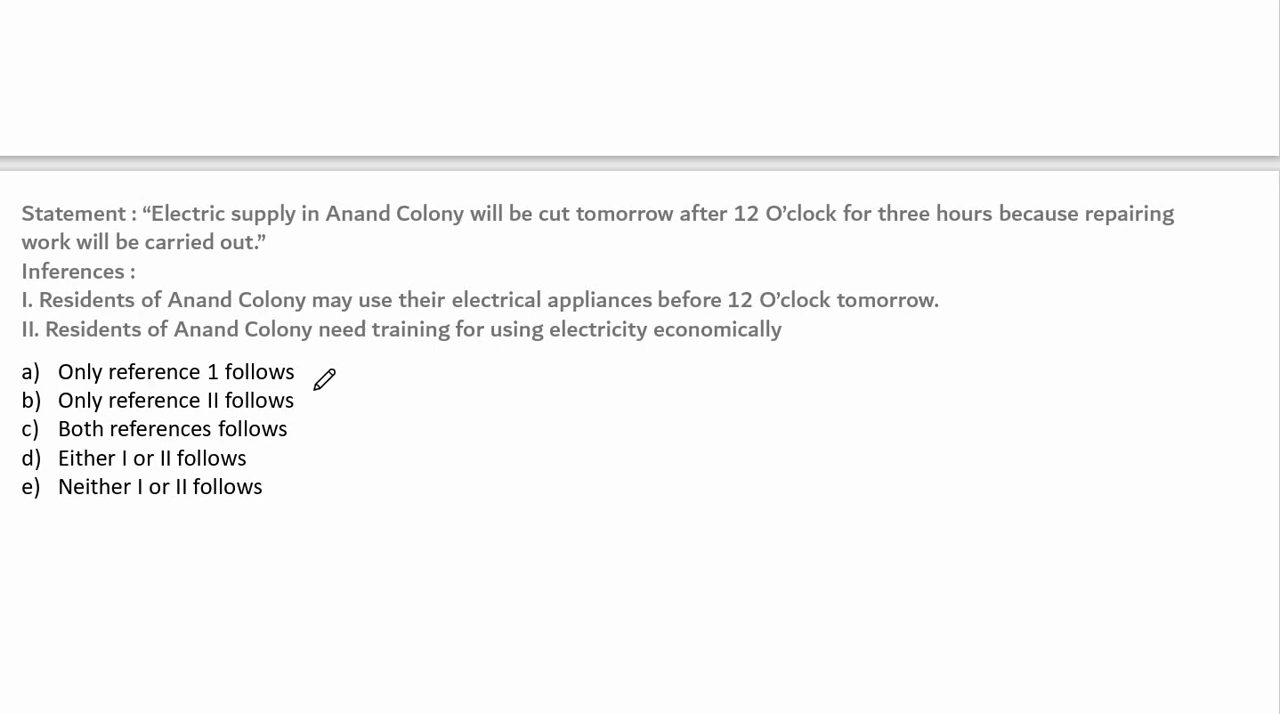 Statement : “Electric supply in Anand Colony will be cut tomorrow after 12 O’clock for three hours because repairing
work will be carried out.”
Inferences :
I. Residents of Anand Colony may use their electrical appliances before 12 O’clock tomorrow.
II. Residents of Anand Colony need training for using electricity economically
a) Only reference 1 follows
b) Only reference II follows
c) Both references follows
d) Either I or II follows
e) Neither I or II follows